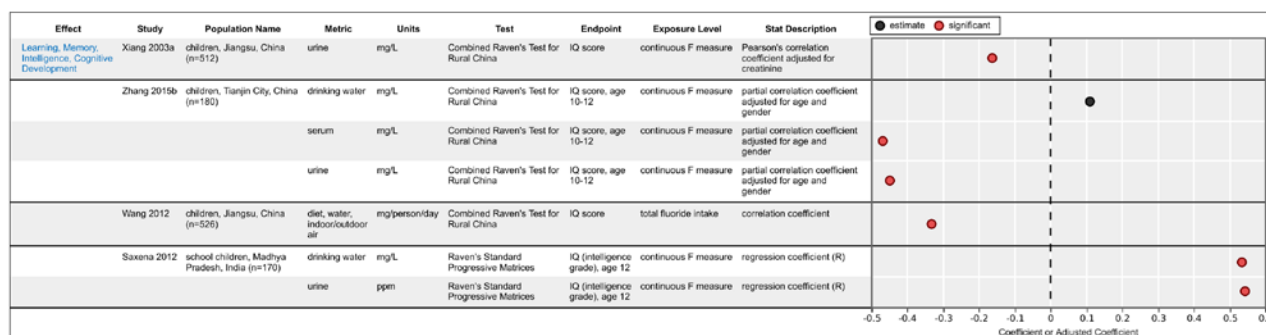 estimate significant
Effect Study Population Name Metric Units Test Endpoint Exposure Level Stat Description
Learning, Memory, Xiang 2003a children, Jiangsu, China urine mg/L Combined Raven's Test for IQ score continuous F measure Pearson's correlation
Intelligence, Cognitive (n=512) Rural China coefficient adjusted for
Development creatinine
Zhang 2015b children, Tianjin City, China drinking water mg/L Combined Raven's Test for IQ score, age continuous F measure partial correlation coefficient
(n=180) Rural China 10-12 adjusted for age and
gender
serum mg/L Combined Raven's Test for IQ score, age continuous F measure partial correlation coefficient
Rural China 10-12 adjusted for age and
gender
urine mg/L Combined Raven's Test for IQ score, age continuous F measure partial correlation coefficient
Rural China 10-12 adjusted for age and
gender
Wang 2012 children, Jiangsu, China diet, water, mg/person/day Combined Raven's Test for IQ score total fluoride intake correlation coefficient
(n=526) indoor/outdoor Rural China
air
Saxena 2012 school children, Madhya drinking water mg/L Raven's Standard IQ (intelligence continuous F measure regression coefficient (R)
Pradesh, India (n=170) Progressive Matrices grade), age 12
urine ppm Raven's Standard IQ (intelligence continuous F measure regression coefficient (R)
Progressive Matrices grade), age 12
-0.5 -0.4 -0.3 -0.2 -0.1 0 0.1 0.2 0.3 0.4 0.5
Coefficient or Adjusted Coefficient